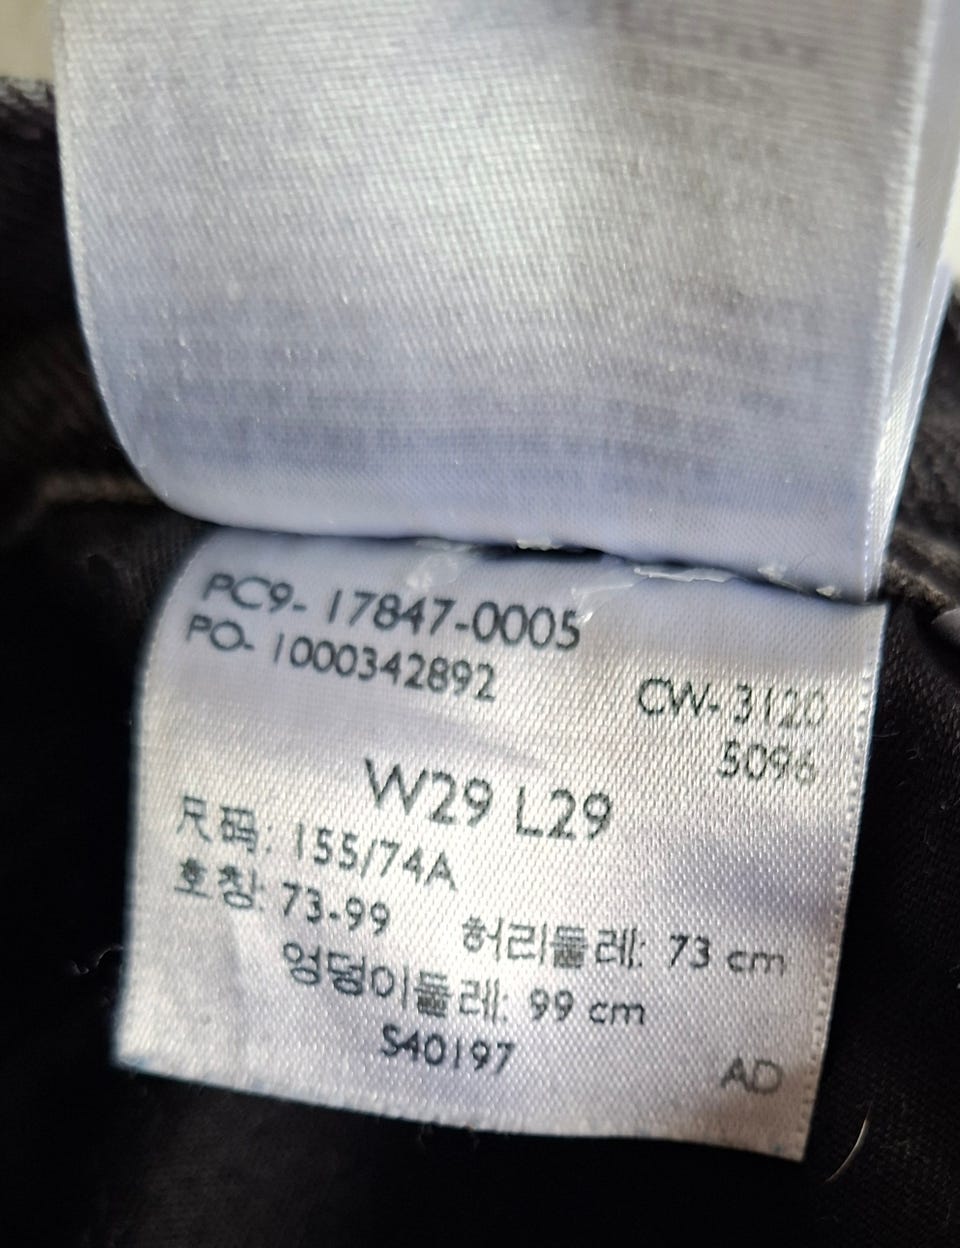 PC9-17847-0005
PO-1000342892
CW-3120
5096
W29 L29
尺码: 155/74A
호칭: 73-99 허리둘레: 73 cm
엉덩이둘레: 99 cm
S40197
AD